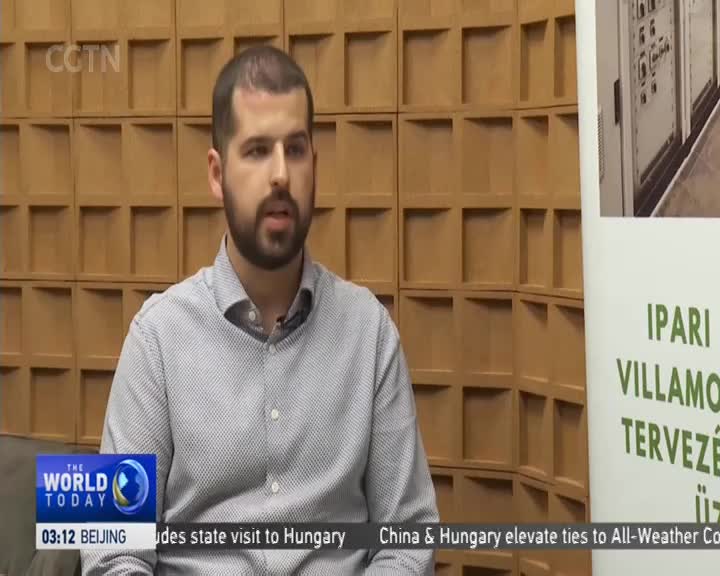 CCTN
IPARI
VILLAMO
TERVEZÉ
ÜZ
THE
WORLD
TODAY
03:12 BEIJING
udes state visit to Hungary China & Hungary elevate ties to All-Weather Co